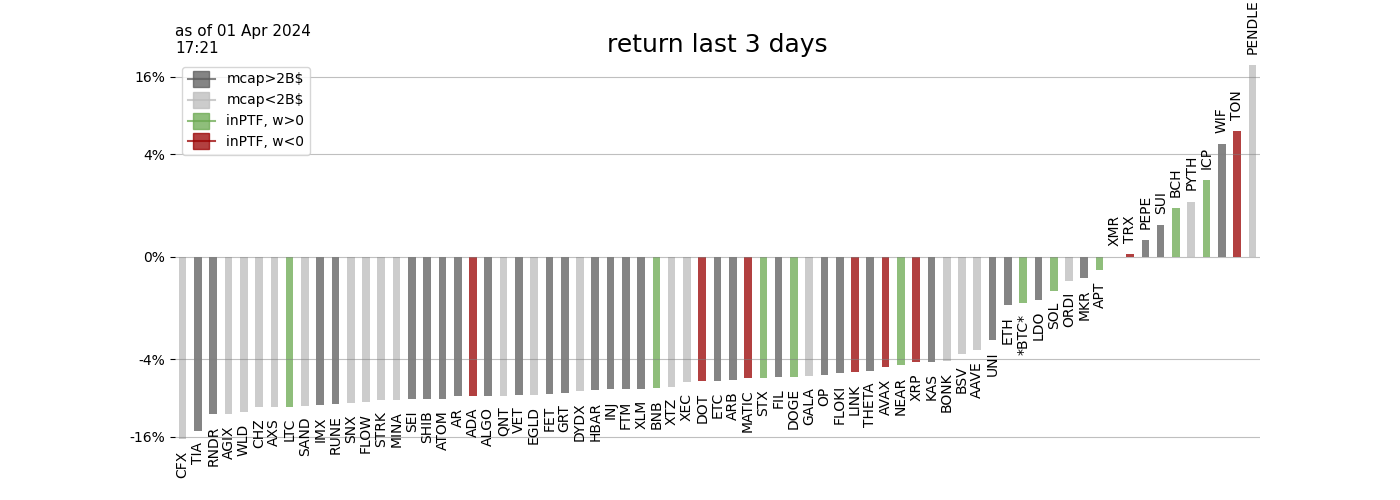 as of 01 Apr 2024
17:21
return last 3 days
mcap>2B$
mcap<2B$
inPTF, w>0
inPTF, w<0
16%
4%
0%
-4%
-16%
CFX
TIA
RNDR
AGIX
WLD
CHZ
AXS
LTC
SAND
IMX
RUNE
SNX
FLOW
STRK
MINA
SEI
SHIB
ATOM
AR
ADA
ALGO
QNT
VET
EGLD
FET
GRT
DYDX
HBAR
INJ
FTM
XLM
BNB
XTZ
XEC
DOT
ETC
ARB
MATIC
STX
FIL
DOGE
GALA
OP
FLOKI
LINK
THETA
AVAX
NEAR
XRP
KAS
BONK
BSV
AAVE
UNI
ETH
*BTC*
LDO
SOL
ORDI
MKR
APT
XMR
TRX
PEPE
SUI
BCH
PYTH
ICP
WIF
TON
PENDLE